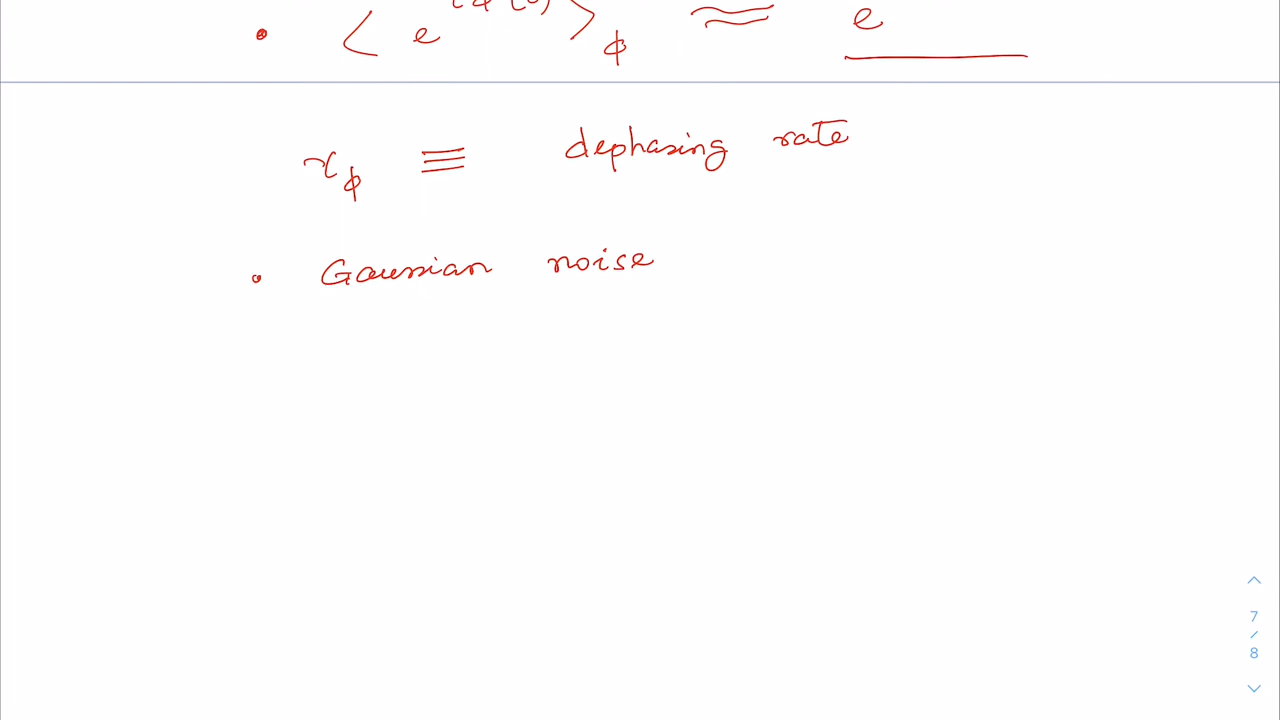 • ⟨ e^{iφ(t)} ⟩_φ ≈ e
γ_φ ≡ dephasing rate
• Gaussian noise
7
/
8